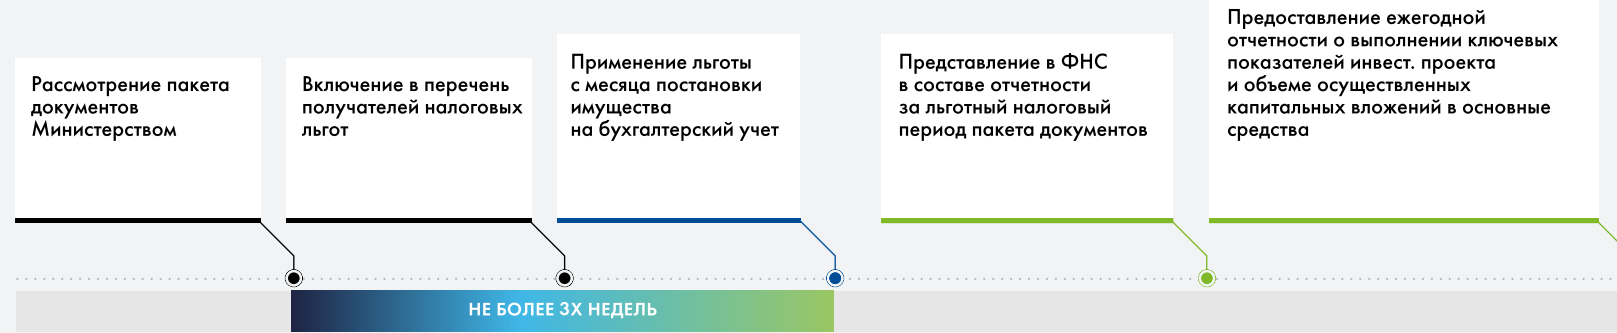 Рассмотрение пакета
документов
Министерством
Включение в перечень
получателей налоговых
льгот
Применение льготы
с месяца постановки
имущества
на бухгалтерский учет
Представление в ФНС
в составе отчетности
за льготный налоговый
период пакета документов
Предоставление ежегодной
отчетности о выполнении ключевых
показателей инвест. проекта
и объеме осуществленных
капитальных вложений в основные
средства
НЕ БОЛЕЕ 3Х НЕДЕЛЬ